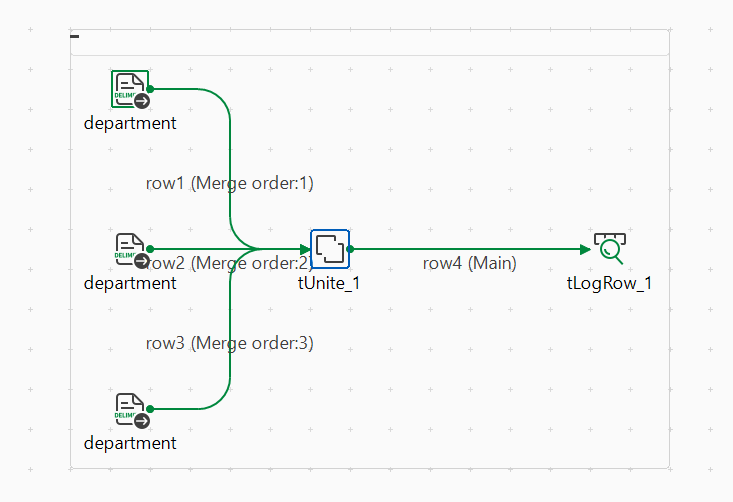 department
row1 (Merge order:1)
row2 (Merge order:2)
department
tUnite_1
row4 (Main)
tLogRow_1
row3 (Merge order:3)
department